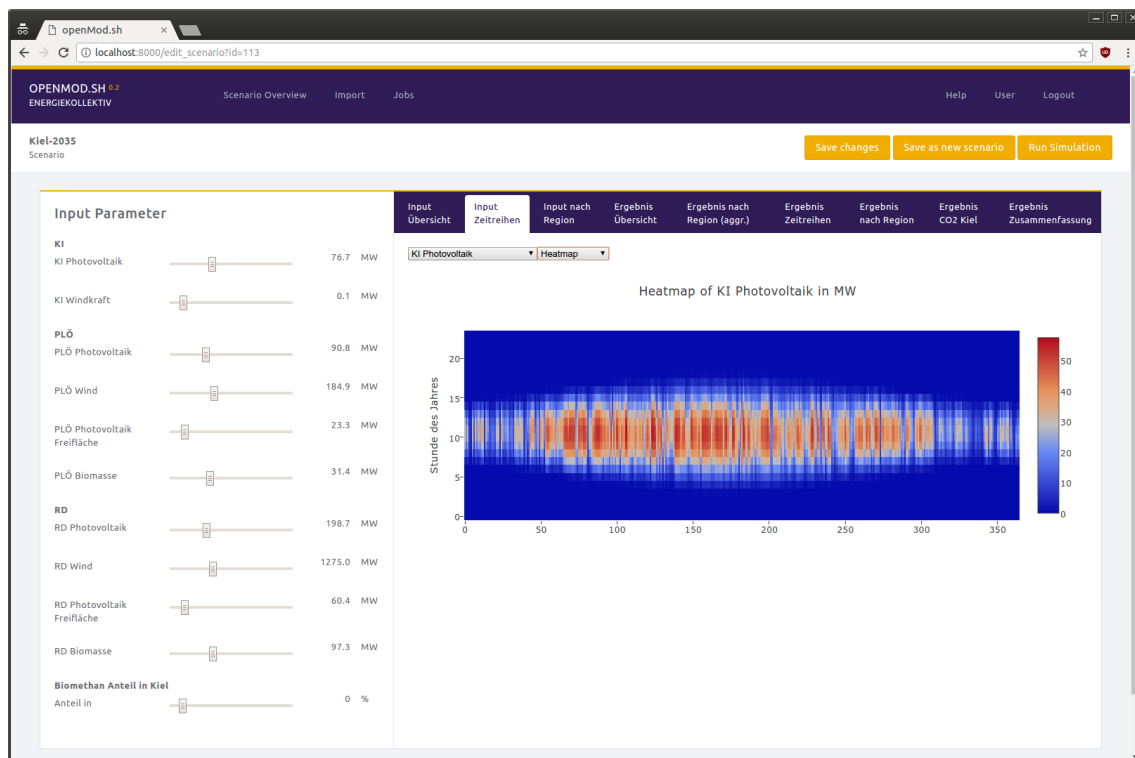 openMod.sh
localhost:8000/edit_scenario?id=113
OPENMOD.SH 0.2
ENERGIEKOLLEKTIV
Scenario Overview
Import
Jobs
Help
User
Logout
Kiel-2035
Scenario
Save changes
Save as new scenario
Run Simulation
Input Parameter
KI
KI Photovoltaik
76.7 MW
KI Windkraft
0.1 MW
PLÖ
PLÖ Photovoltaik
90.8 MW
PLÖ Wind
184.9 MW
PLÖ Photovoltaik
Freifläche
23.3 MW
PLÖ Biomasse
31.4 MW
RD
RD Photovoltaik
198.7 MW
RD Wind
1275.0 MW
RD Photovoltaik
Freifläche
60.4 MW
RD Biomasse
97.3 MW
Biomethan Anteil in Kiel
Anteil in
0 %
Input
Übersicht
Input
Zeitreihen
Input nach
Region
Ergebnis
Übersicht
Ergebnis nach
Region (aggr.)
Ergebnis
Zeitreihen
Ergebnis
nach Region
Ergebnis
CO2 Kiel
Ergebnis
Zusammenfassung
KI Photovoltaik
Heatmap
Heatmap of KI Photovoltaik in MW
Stunde des Jahres
20
15
10
5
0
0 50 100 150 200 250 300 350
50
40
30
20
10
0